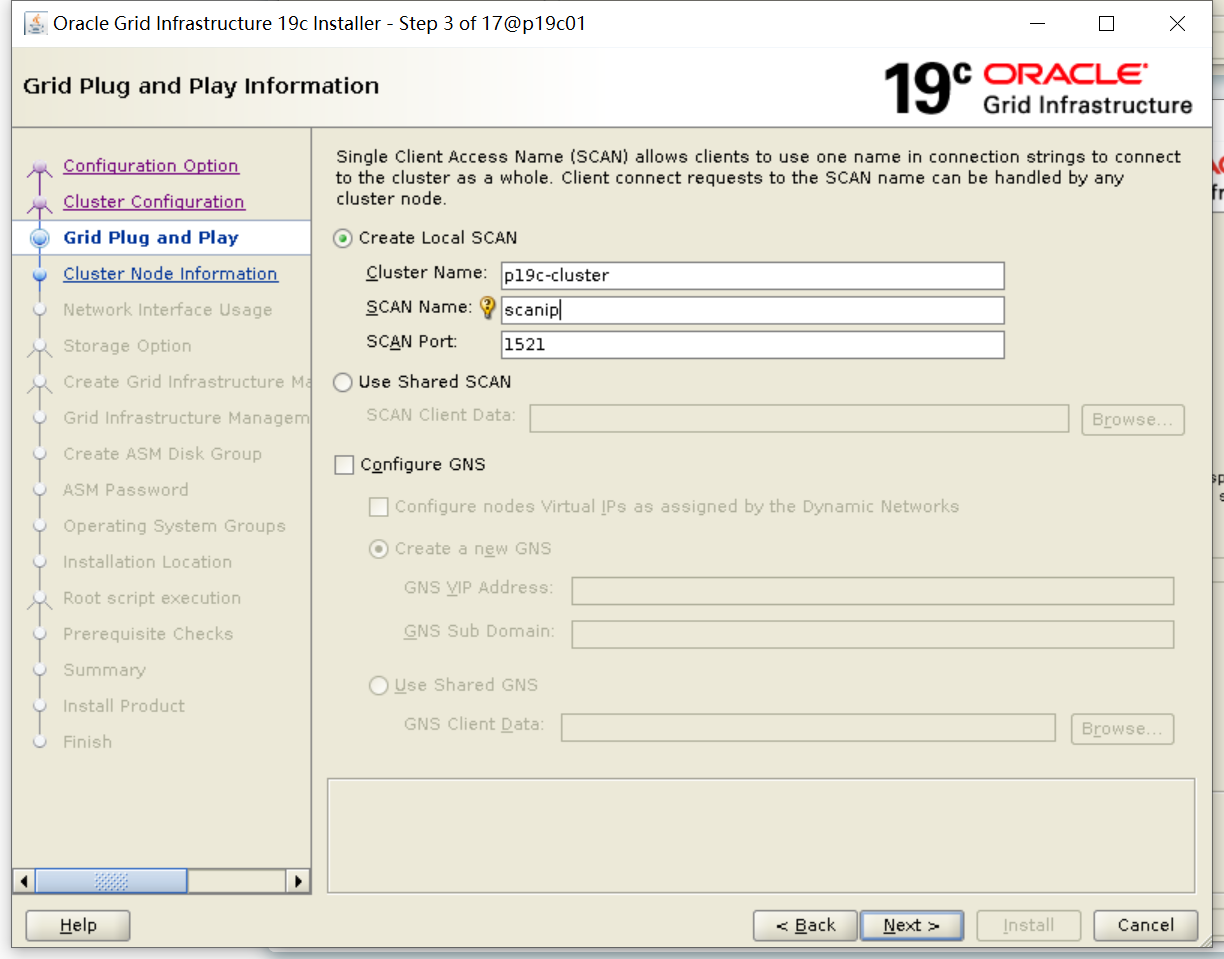 Oracle Grid Infrastructure 19c Installer - Step 3 of 17@p19c01
Grid Plug and Play Information
19c ORACLE
Grid Infrastructure
Configuration Option
Cluster Configuration
Grid Plug and Play
Cluster Node Information
Network Interface Usage
Storage Option
Create Grid Infrastructure Ma
Grid Infrastructure Managem
Create ASM Disk Group
ASM Password
Operating System Groups
Installation Location
Root script execution
Prerequisite Checks
Summary
Install Product
Finish
Single Client Access Name (SCAN) allows clients to use one name in connection strings to connect
to the cluster as a whole. Client connect requests to the SCAN name can be handled by any
cluster node.
Create Local SCAN
Cluster Name: p19c-cluster
SCAN Name: scanip
SCAN Port: 1521
Use Shared SCAN
SCAN Client Data: Browse...
Configure GNS
Configure nodes Virtual IPs as assigned by the Dynamic Networks
Create a new GNS
GNS VIP Address:
GNS Sub Domain:
Use Shared GNS
GNS Client Data: Browse...
Help < Back Next > Install Cancel